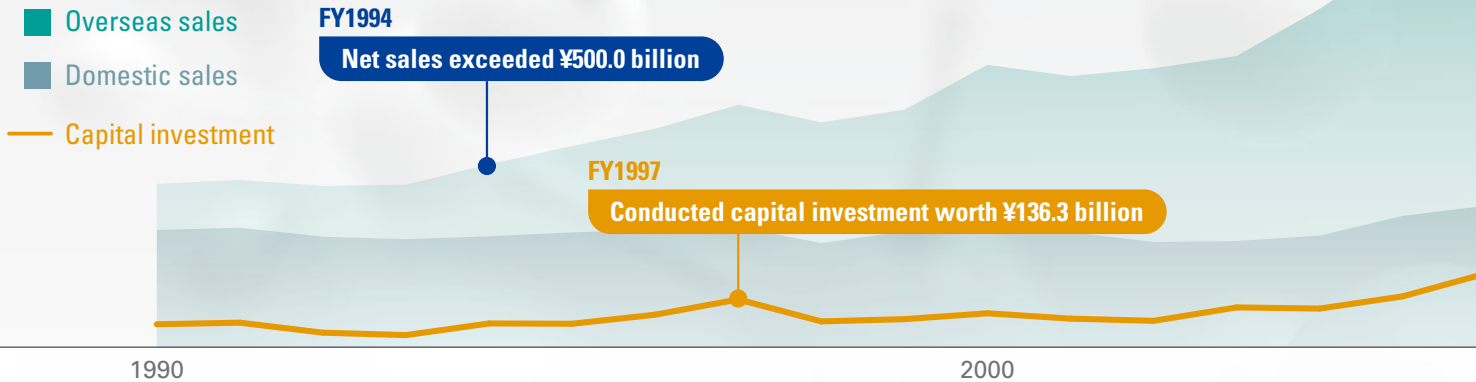 Overseas sales
Domestic sales
Capital investment
FY1994
Net sales exceeded ¥500.0 billion
FY1997
Conducted capital investment worth ¥136.3 billion
1990
2000